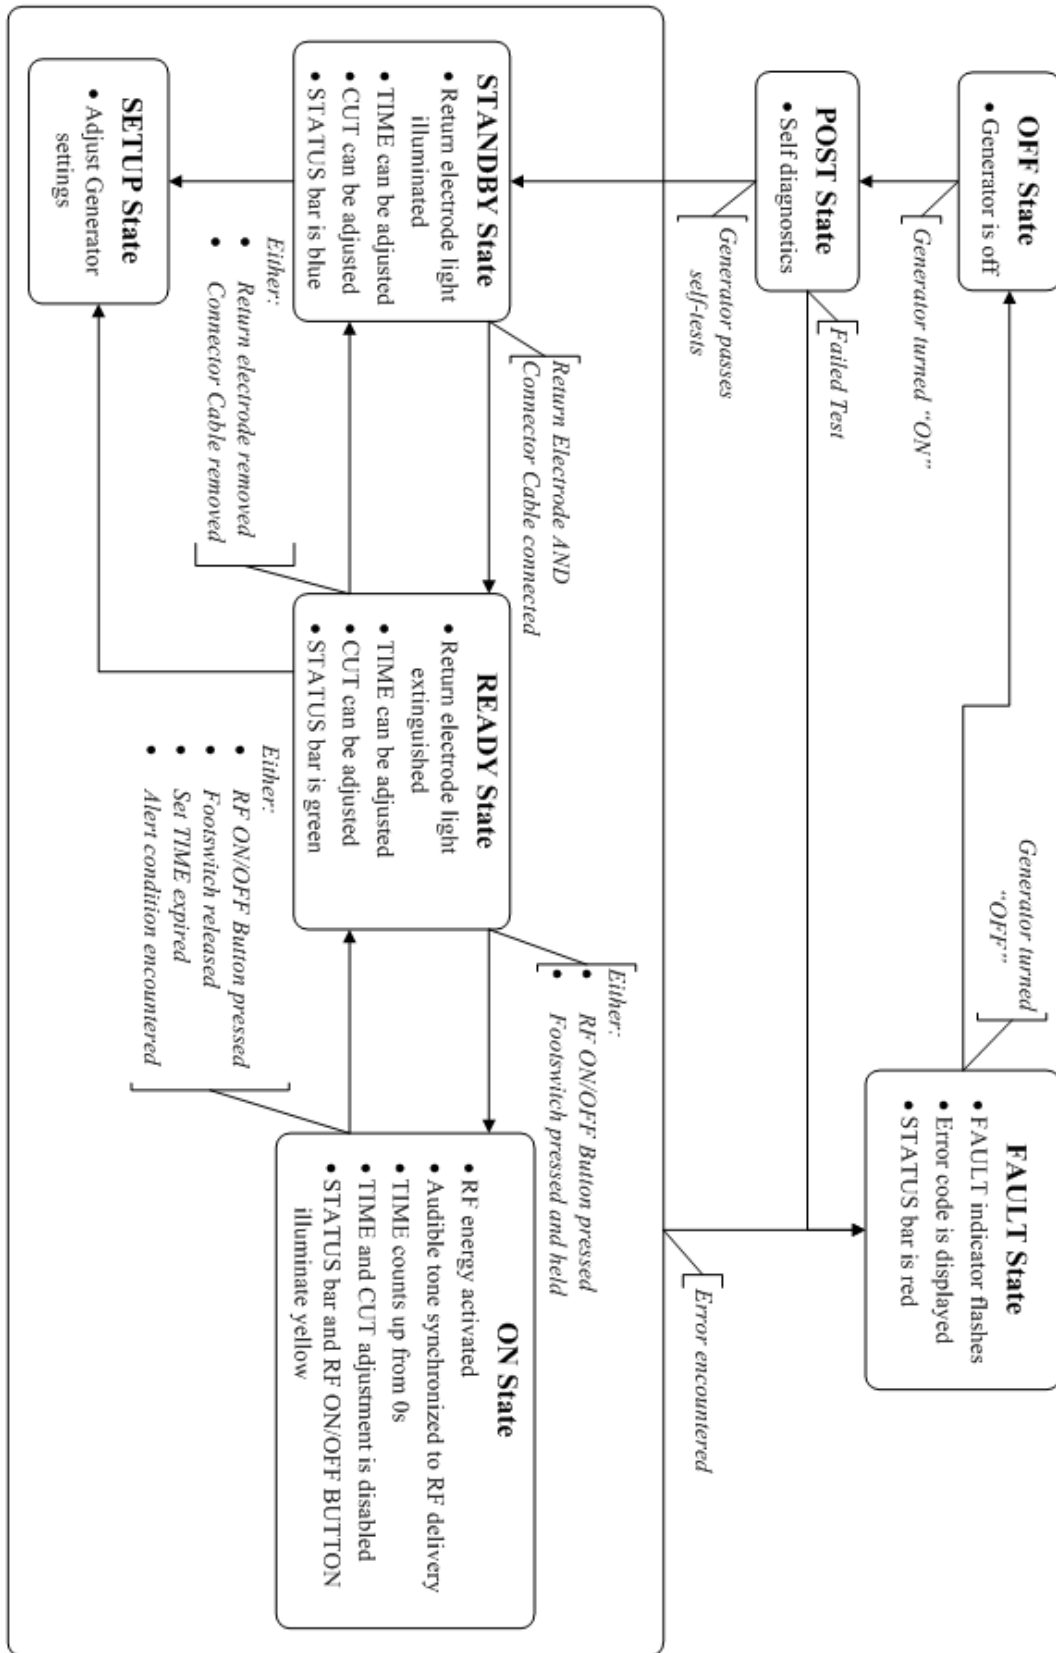 OFF State
• Generator is off
Generator turned “ON”
Generator turned
“OFF”
FAULT State
• FAULT indicator flashes
• Error code is displayed
• STATUS bar is red
POST State
• Self diagnostics
Failed Test
Generator passes
self-tests
Error encountered
STANDBY State
• Return electrode light
illuminated
• TIME can be adjusted
• CUT can be adjusted
• STATUS bar is blue
Return Electrode AND
Connector Cable connected
Either:
• Return electrode removed
• Connector Cable removed
READY State
• Return electrode light
extinguished
• TIME can be adjusted
• CUT can be adjusted
• STATUS bar is green
Either:
• RF ON/OFF Button pressed
• Footswitch pressed and held
Either:
• RF ON/OFF Button pressed
• Footswitch released
• Set TIME expired
• Alert condition encountered
ON State
• RF energy activated
• Audible tone synchronized to RF delivery
• TIME counts up from 0s
• TIME and CUT adjustment is disabled
• STATUS bar and RF ON/OFF BUTTON
illuminate yellow
SETUP State
• Adjust Generator
settings